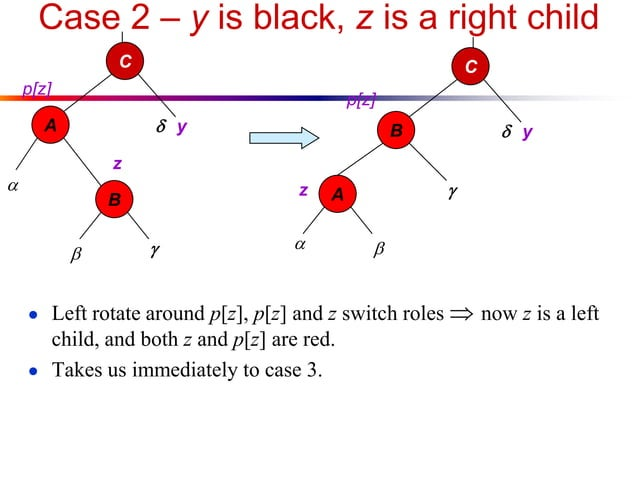 Case 2 – y is black, z is a right child
C
p[z]
A
δ y
z
α
B
β
γ
C
p[z]
B
δ y
z
A
γ
α
β
● Left rotate around p[z], p[z] and z switch roles ⇒ now z is a left
child, and both z and p[z] are red.
● Takes us immediately to case 3.